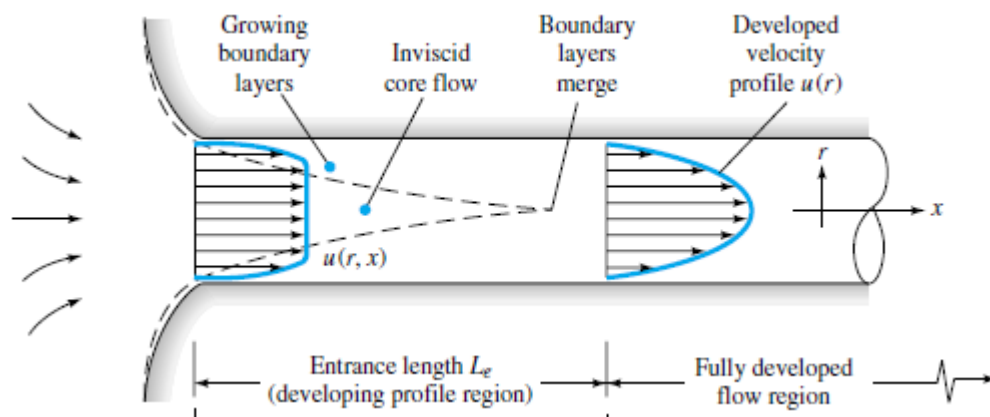 Growing
boundary
layers
Inviscid
core flow
Boundary
layers
merge
Developed
velocity
profile u(r)
r
x
u(r, x)
Entrance length Le
(developing profile region)
Fully developed
flow region